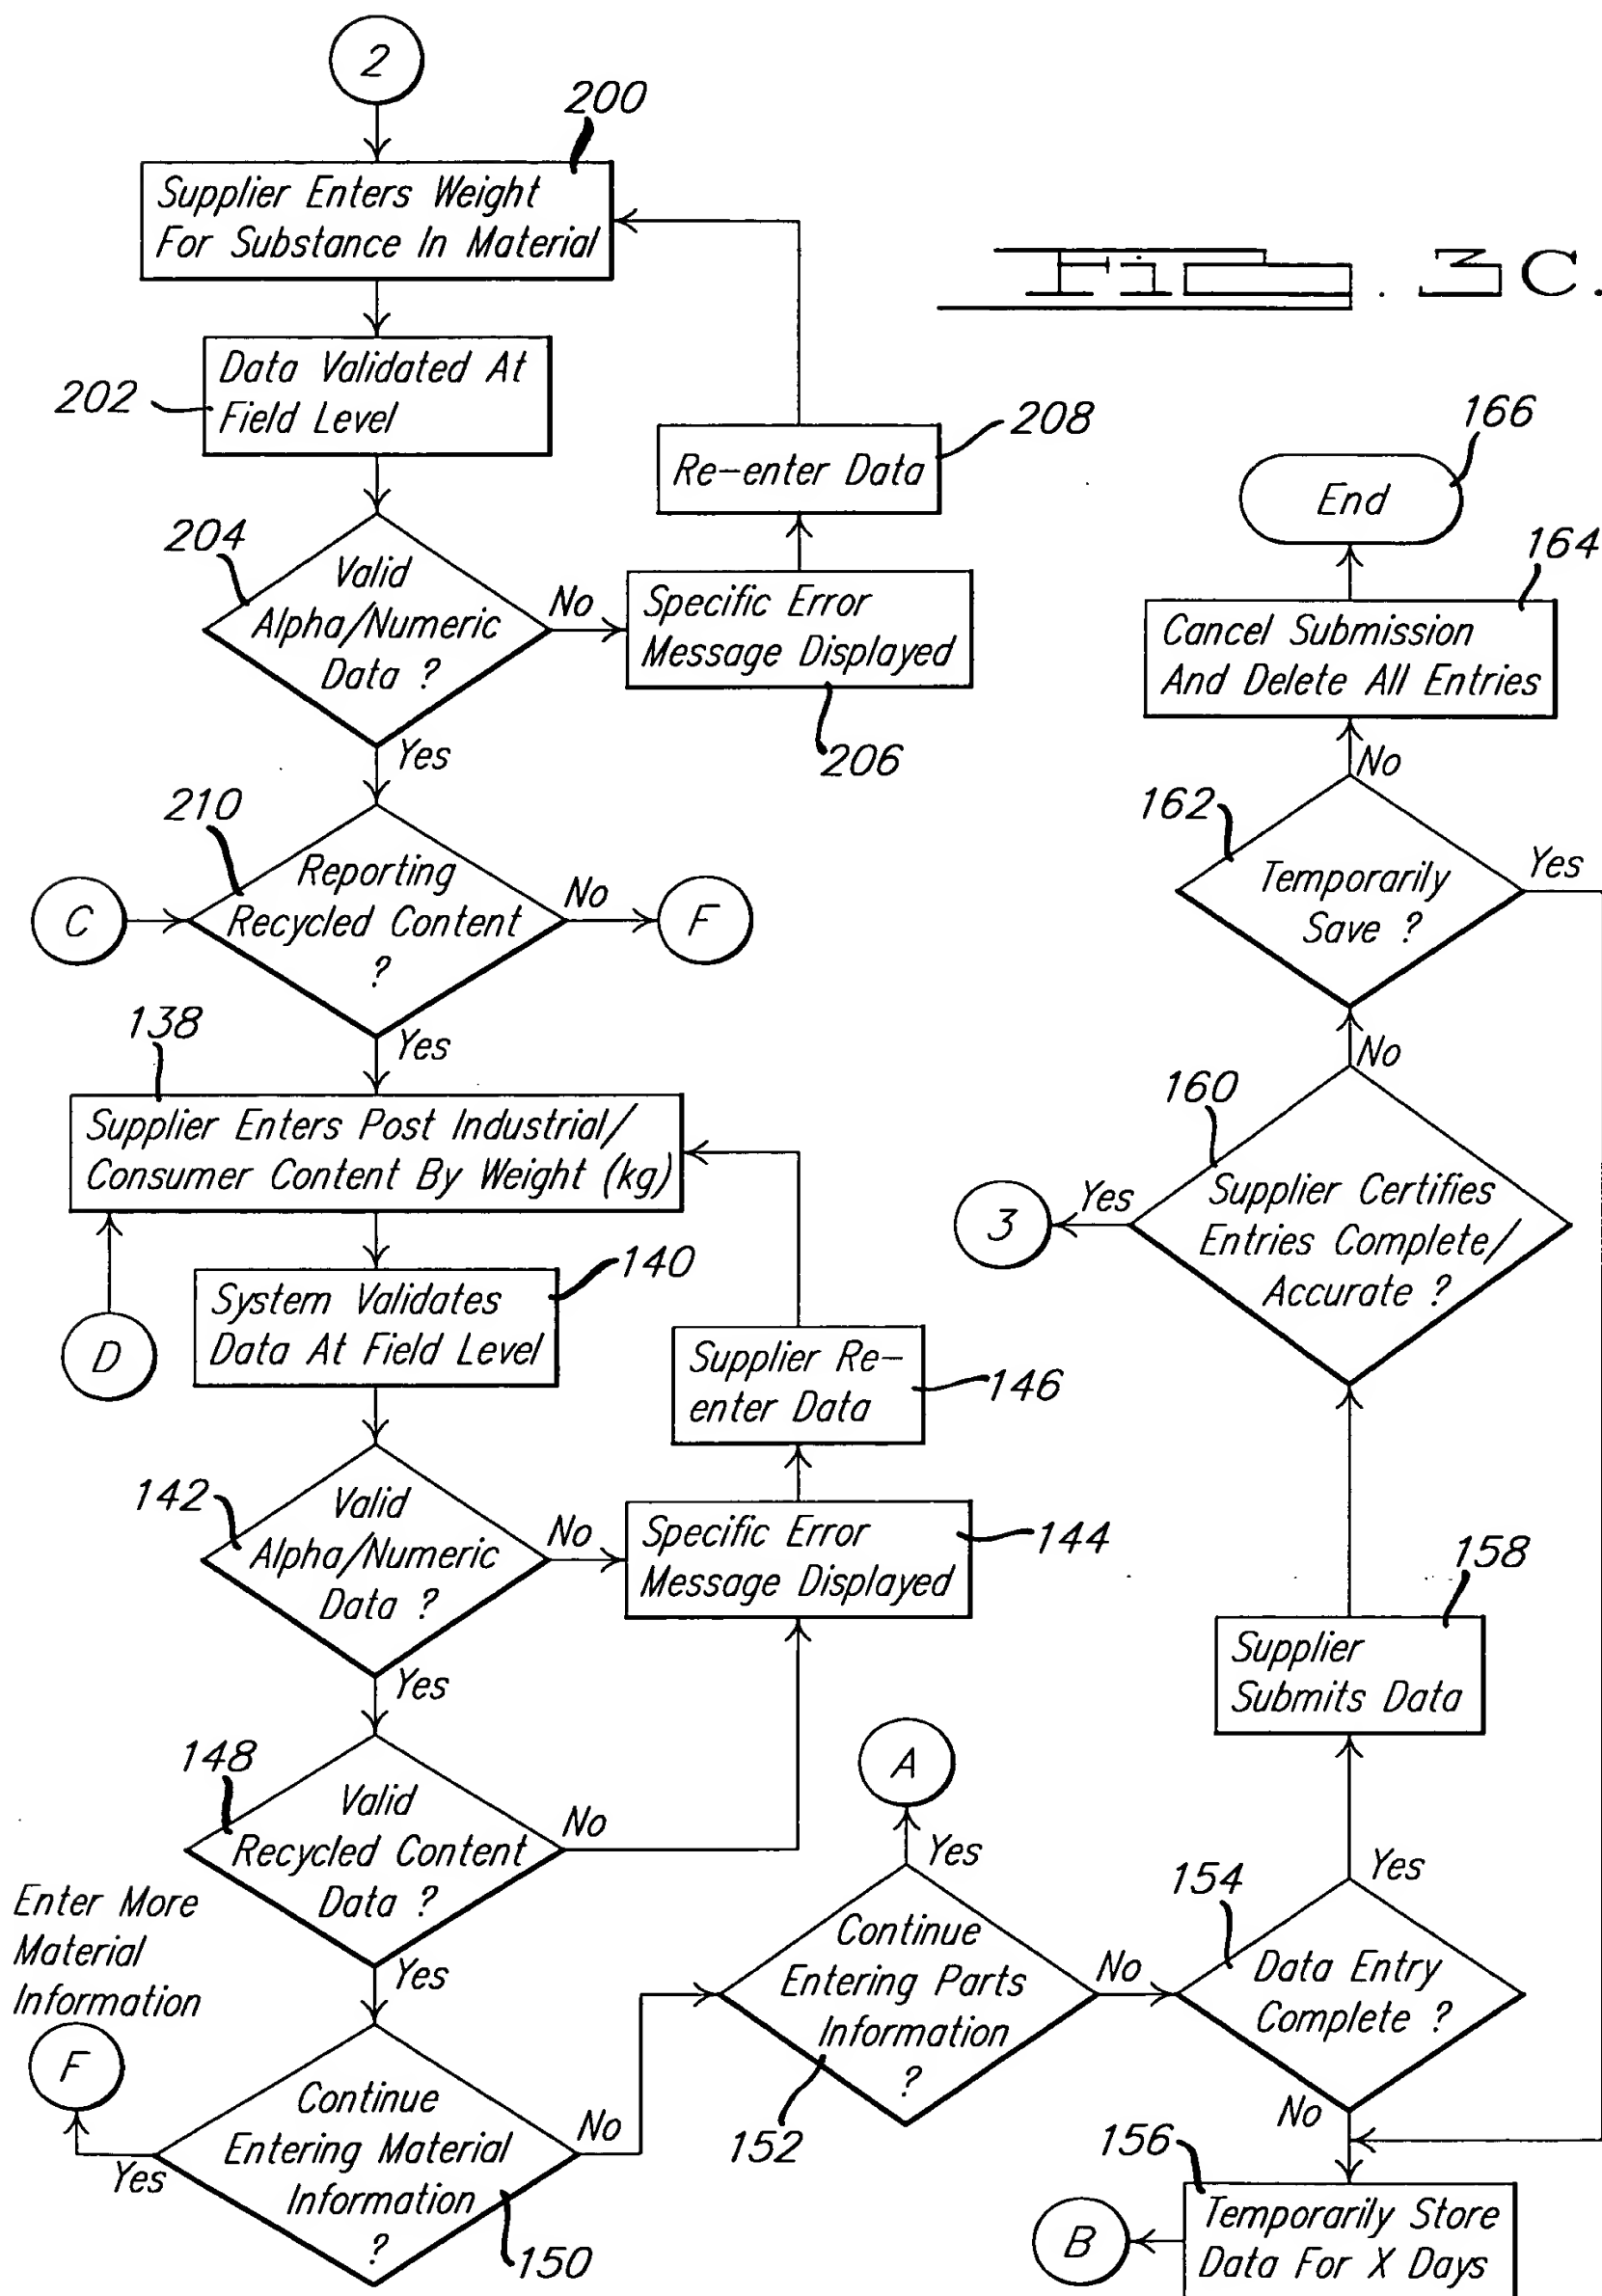 2
200
Supplier Enters Weight
For Substance In Material
FIG. 3C.
Data Validated At
Field Level
202
208
Re-enter Data
166
End
204
Valid
Alpha/Numeric
Data ?
No
Specific Error
Message Displayed
206
Yes
164
Cancel Submission
And Delete All Entries
No
162
Temporarily
Save ?
Yes
210
Reporting
Recycled Content
?
C
No
F
Yes
138
Supplier Enters Post Industrial/
Consumer Content By Weight (kg)
No
160
Supplier Certifies
Entries Complete/
Accurate ?
Yes
3
D
140
System Validates
Data At Field Level
Supplier Re-
enter Data
146
142
Valid
Alpha/Numeric
Data ?
No
Specific Error
Message Displayed
144
Yes
158
Supplier
Submits Data
148
Valid
Recycled Content
Data ?
No
Yes
A
Yes
Continue
Entering Parts
Information
?
152
No
154
Data Entry
Complete ?
Yes
No
Enter More
Material
Information
F
Yes
Continue
Entering Material
Information
?
150
No
156
Temporarily Store
Data For X Days
B